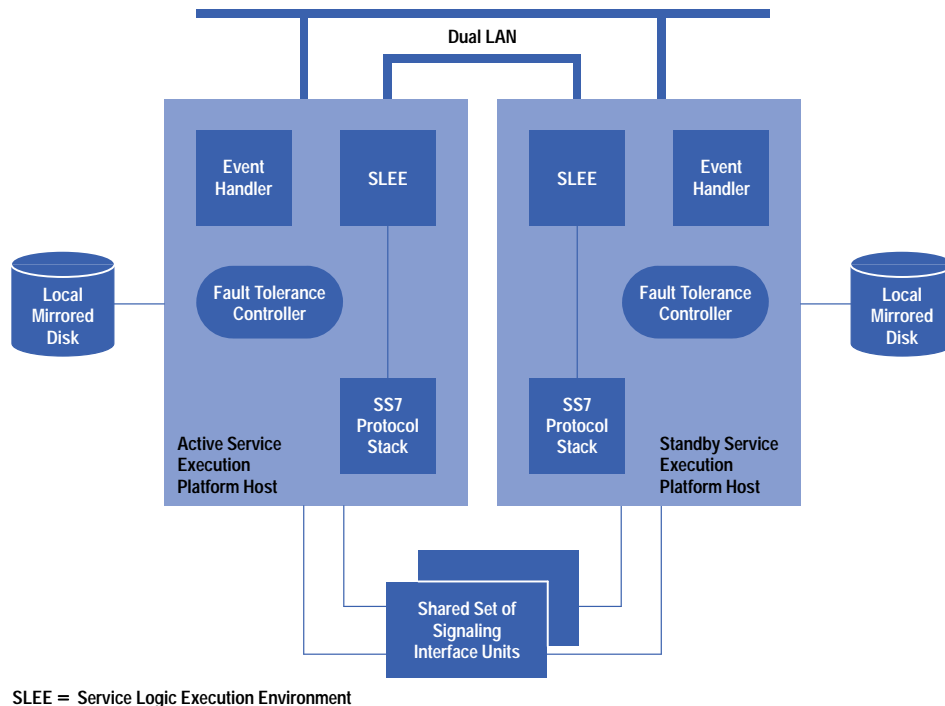 Dual LAN
Event
Handler
SLEE
SLEE
Event
Handler
Local
Mirrored
Disk
Fault Tolerance
Controller
Fault Tolerance
Controller
Local
Mirrored
Disk
SS7
Protocol
Stack
SS7
Protocol
Stack
Active Service
Execution
Platform Host
Standby Service
Execution
Platform Host
Shared Set of
Signaling
Interface Units
SLEE = Service Logic Execution Environment